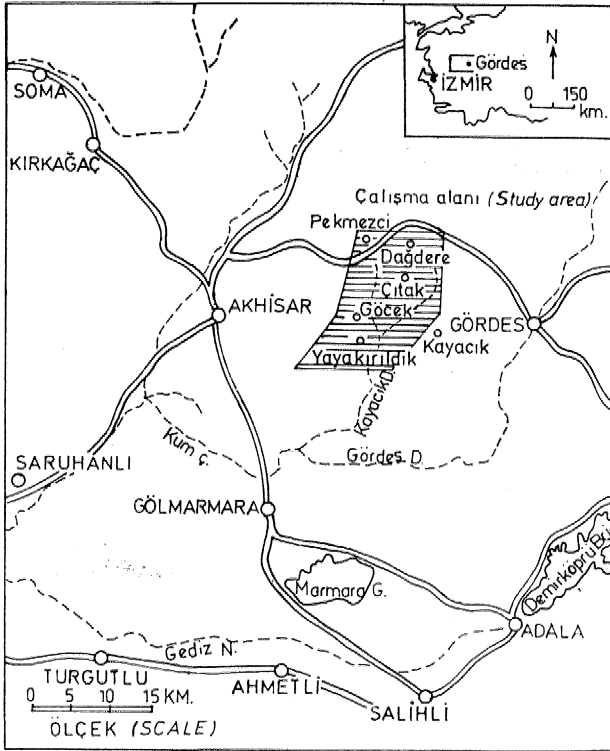 N
Gördes
İZMİR
0 150
km.
SOMA
KIRKAĞAÇ
Çalışma alanı (Study area)
Pekmezci
Dağdere
Çıtak
AKHİSAR
Göcek
GÖRDES
Kayacık
Yayakırıldık
Kayacık D.
Kum ç.
Gördes D.
SARUHANLI
GÖLMARMARA
Marmara G.
Demirköprü Brj.
ADALA
Gediz N.
TURGUTLU
AHMETLİ
SALİHLİ
0 5 10 15 KM.
ÖLÇEK (SCALE)